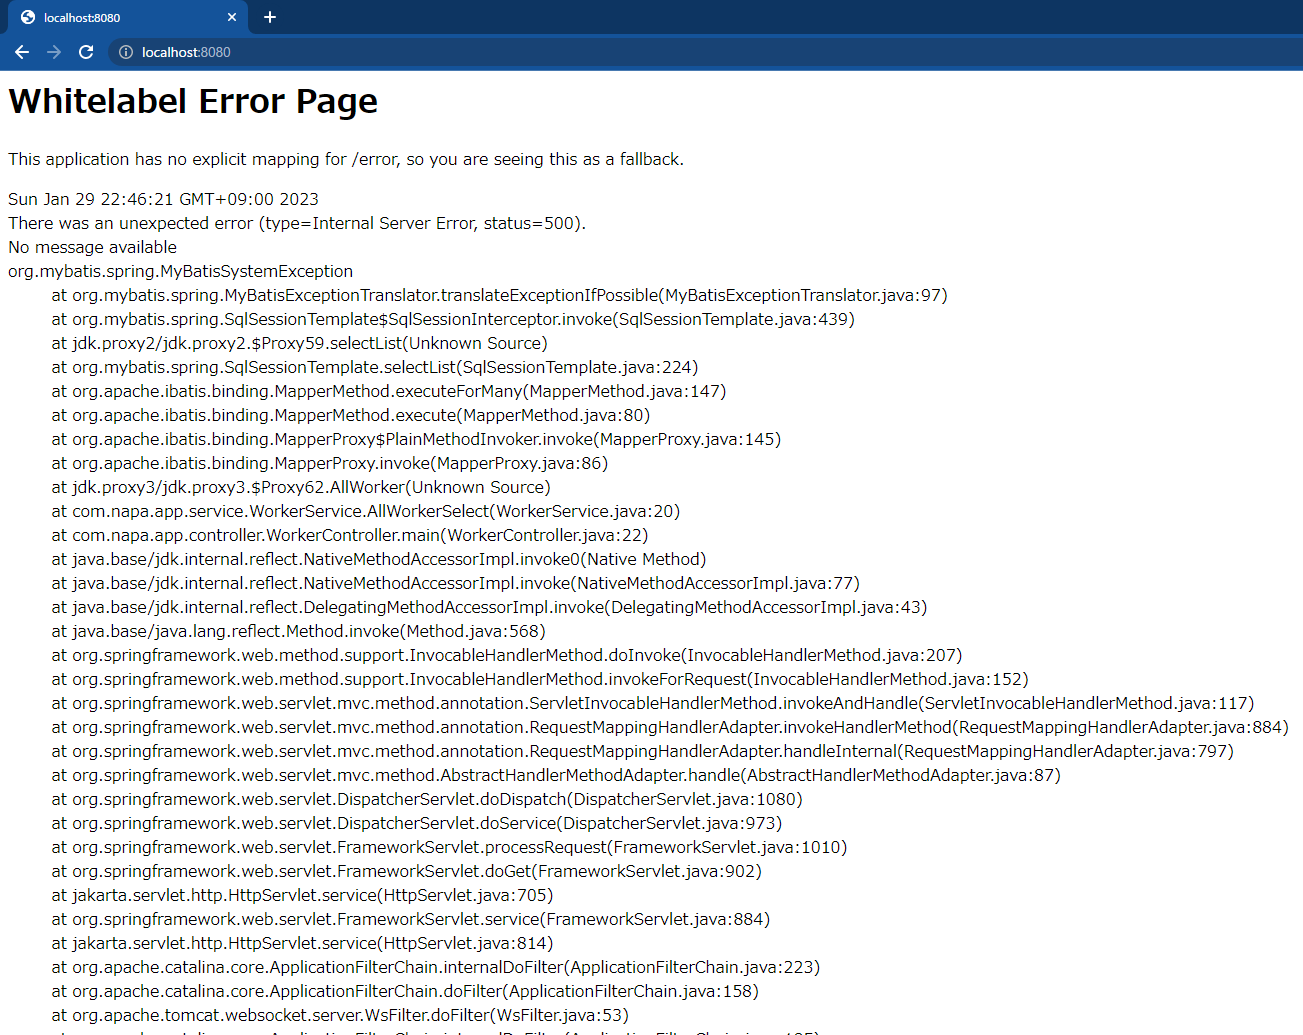 localhost:8080
localhost:8080
Whitelabel Error Page
This application has no explicit mapping for /error, so you are seeing this as a fallback.
Sun Jan 29 22:46:21 GMT+09:00 2023
There was an unexpected error (type=Internal Server Error, status=500).
No message available
org.mybatis.spring.MyBatisSystemException
at org.mybatis.spring.MyBatisExceptionTranslator.translateExceptionIfPossible(MyBatisExceptionTranslator.java:97)
at org.mybatis.spring.SqlSessionTemplate$SqlSessionInterceptor.invoke(SqlSessionTemplate.java:439)
at jdk.proxy2/jdk.proxy2.$Proxy59.selectList(Unknown Source)
at org.mybatis.spring.SqlSessionTemplate.selectList(SqlSessionTemplate.java:224)
at org.apache.ibatis.binding.MapperMethod.executeForMany(MapperMethod.java:147)
at org.apache.ibatis.binding.MapperMethod.execute(MapperMethod.java:80)
at org.apache.ibatis.binding.MapperProxy$PlainMethodInvoker.invoke(MapperProxy.java:145)
at org.apache.ibatis.binding.MapperProxy.invoke(MapperProxy.java:86)
at jdk.proxy3/jdk.proxy3.$Proxy62.AllWorker(Unknown Source)
at com.napa.app.service.WorkerService.AllWorkerSelect(WorkerService.java:20)
at com.napa.app.controller.WorkerController.main(WorkerController.java:22)
at java.base/jdk.internal.reflect.NativeMethodAccessorImpl.invoke0(Native Method)
at java.base/jdk.internal.reflect.NativeMethodAccessorImpl.invoke(NativeMethodAccessorImpl.java:77)
at java.base/jdk.internal.reflect.DelegatingMethodAccessorImpl.invoke(DelegatingMethodAccessorImpl.java:43)
at java.base/java.lang.reflect.Method.invoke(Method.java:568)
at org.springframework.web.method.support.InvocableHandlerMethod.doInvoke(InvocableHandlerMethod.java:207)
at org.springframework.web.method.support.InvocableHandlerMethod.invokeForRequest(InvocableHandlerMethod.java:152)
at org.springframework.web.servlet.mvc.method.annotation.ServletInvocableHandlerMethod.invokeAndHandle(ServletInvocableHandlerMethod.java:117)
at org.springframework.web.servlet.mvc.method.annotation.RequestMappingHandlerAdapter.invokeHandlerMethod(RequestMappingHandlerAdapter.java:884)
at org.springframework.web.servlet.mvc.method.annotation.RequestMappingHandlerAdapter.handleInternal(RequestMappingHandlerAdapter.java:797)
at org.springframework.web.servlet.mvc.method.AbstractHandlerMethodAdapter.handle(AbstractHandlerMethodAdapter.java:87)
at org.springframework.web.servlet.DispatcherServlet.doDispatch(DispatcherServlet.java:1080)
at org.springframework.web.servlet.DispatcherServlet.doService(DispatcherServlet.java:973)
at org.springframework.web.servlet.FrameworkServlet.processRequest(FrameworkServlet.java:1010)
at org.springframework.web.servlet.FrameworkServlet.doGet(FrameworkServlet.java:902)
at jakarta.servlet.http.HttpServlet.service(HttpServlet.java:705)
at org.springframework.web.servlet.FrameworkServlet.service(FrameworkServlet.java:884)
at jakarta.servlet.http.HttpServlet.service(HttpServlet.java:814)
at org.apache.catalina.core.ApplicationFilterChain.internalDoFilter(ApplicationFilterChain.java:223)
at org.apache.catalina.core.ApplicationFilterChain.doFilter(ApplicationFilterChain.java:158)
at org.apache.tomcat.websocket.server.WsFilter.doFilter(WsFilter.java:53)